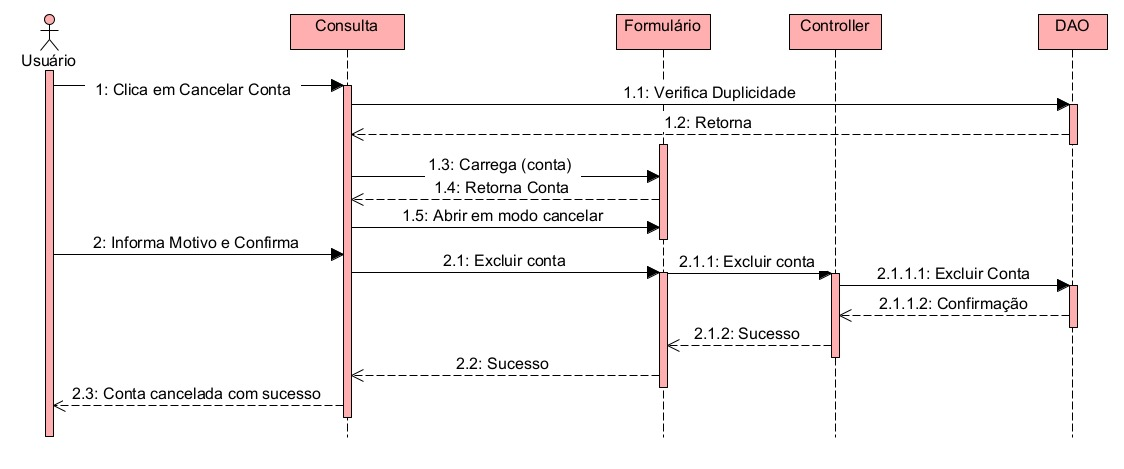 Usuário
Consulta
Formulário
Controller
DAO
1: Clica em Cancelar Conta
1.1: Verifica Duplicidade
1.2: Retorna
1.3: Carrega (conta)
1.4: Retorna Conta
1.5: Abrir em modo cancelar
2: Informa Motivo e Confirma
2.1: Excluir conta
2.1.1: Excluir conta
2.1.1.1: Excluir Conta
2.1.1.2: Confirmação
2.1.2: Sucesso
2.2: Sucesso
2.3: Conta cancelada com sucesso